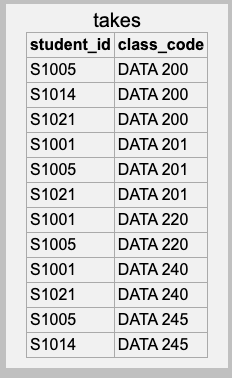 takes
student_id class_code
S1005 DATA 200
S1014 DATA 200
S1021 DATA 200
S1001 DATA 201
S1005 DATA 201
S1021 DATA 201
S1001 DATA 220
S1005 DATA 220
S1001 DATA 240
S1021 DATA 240
S1005 DATA 245
S1014 DATA 245